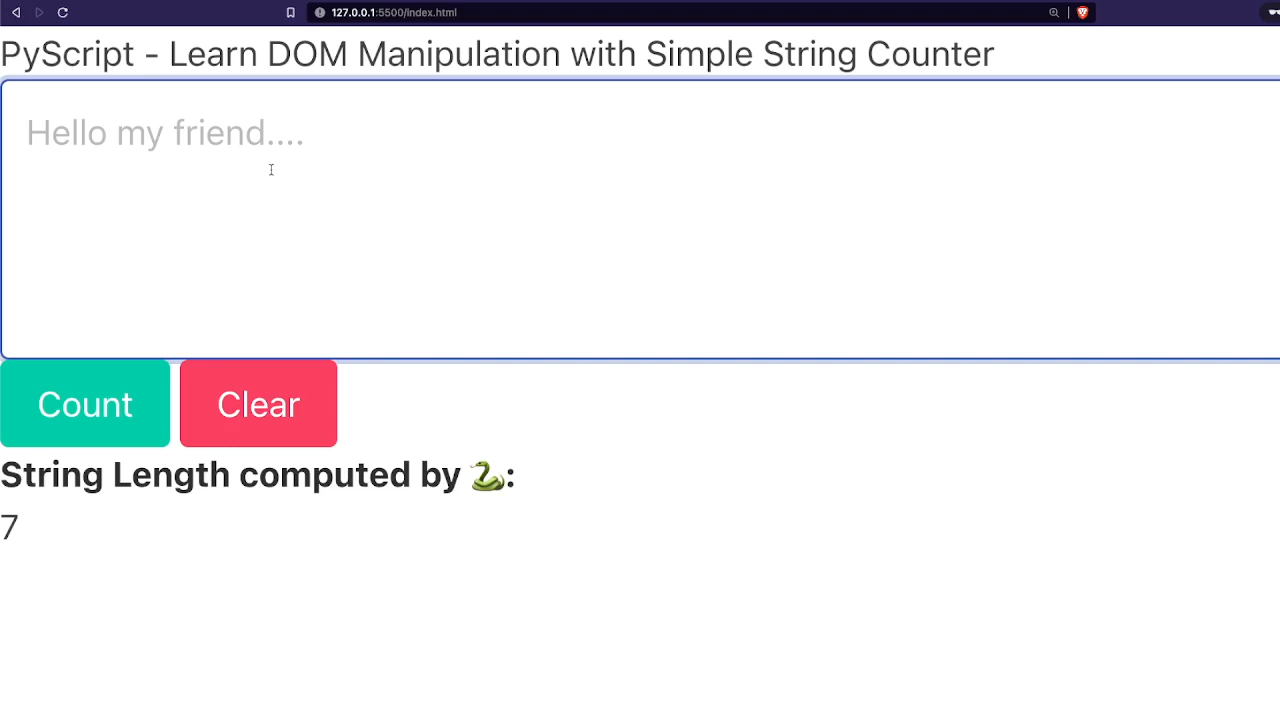 127.0.0.1:5500/index.html
PyScript - Learn DOM Manipulation with Simple String Counter
Hello my friend....
Count Clear
String Length computed by 🐍:
7